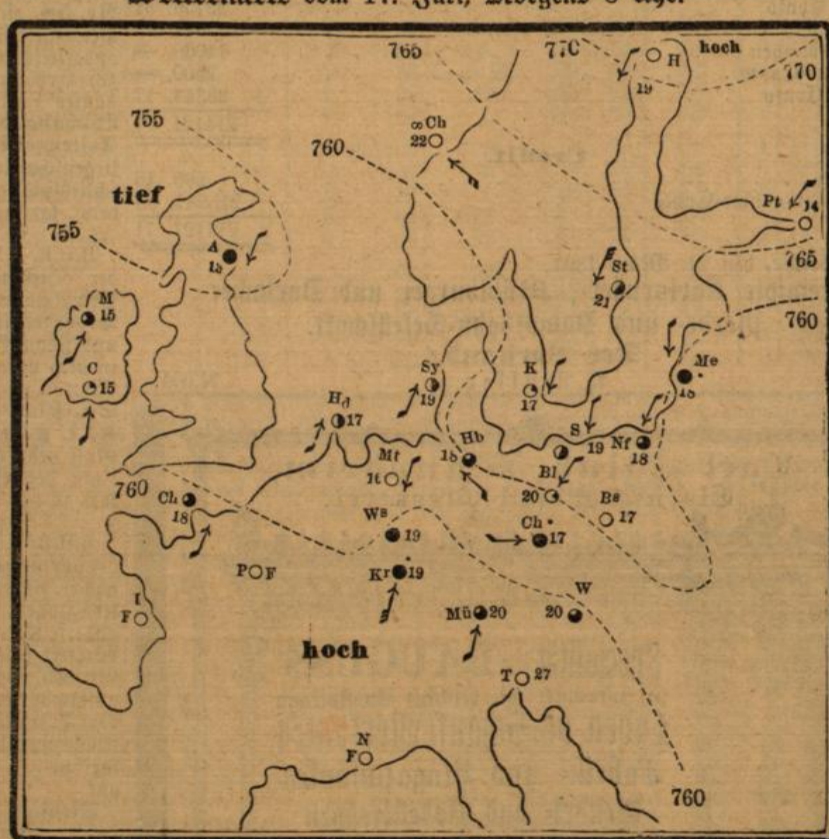 765
770
hoch
H
19
770
755
∞ Ch
22
760
tief
Pt
14
755
A
765
St
21
760
M
15
C
15
Sy
19
K
17
Me
Hd
17
S
19
Nf
18
Mt
Hb
Bl
20
Bs
17
760
Ch
18
Ws
19
Ch
17
P F
Kr 19
I
F
Mü 20
W
20
hoch
T 27
N
F
760